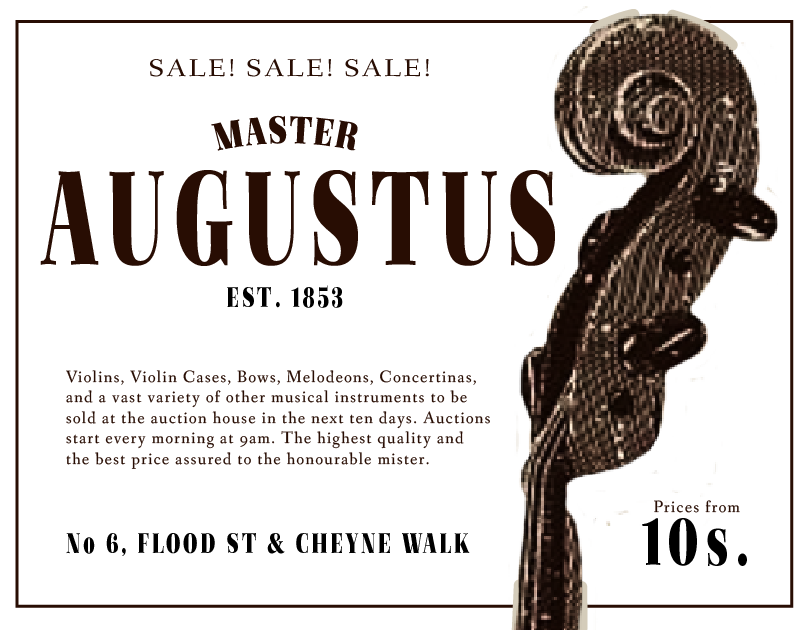 SALE! SALE! SALE!
MASTER
AUGUSTUS
EST. 1853
Violins, Violin Cases, Bows, Melodeons, Concertinas,
and a vast variety of other musical instruments to be
sold at the auction house in the next ten days. Auctions
start every morning at 9am. The highest quality and
the best price assured to the honourable mister.
No 6, FLOOD ST & CHEYNE WALK
Prices from
10s.